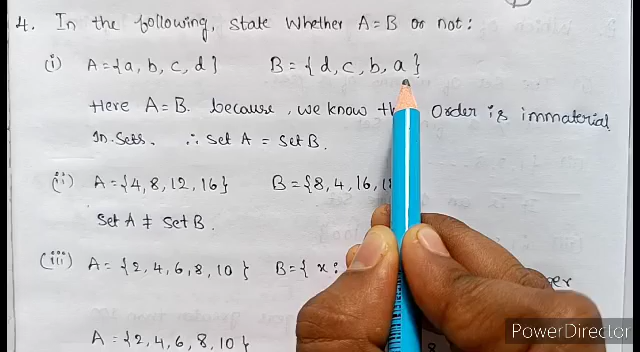 4. In the following, state whether A=B or not:
(i) A={a, b, c, d} B = { d, c, b, a }
Here A=B. because, we know Order is immaterial
In Sets. ∴ Set A = Set B.
(ii) A={4, 8, 12, 16} B={8, 4, 16,
Set A ≠ Set B.
(iii) A= {2, 4, 6, 8, 10} B={ x:
A = {2, 4, 6, 8, 10}
PowerDirector